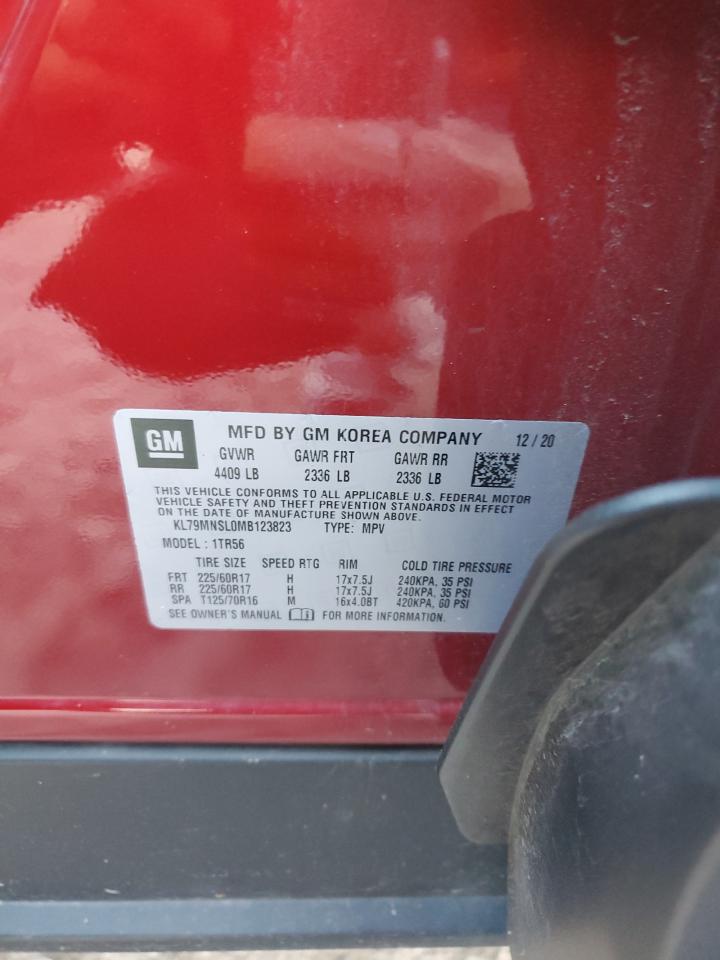 GM MFD BY GM KOREA COMPANY 12 / 20
GVWR GAWR FRT GAWR RR
4409 LB 2336 LB 2336 LB
THIS VEHICLE CONFORMS TO ALL APPLICABLE U.S. FEDERAL MOTOR
VEHICLE SAFETY AND THEFT PREVENTION STANDARDS IN EFFECT
ON THE DATE OF MANUFACTURE SHOWN ABOVE.
KL79MNSL0MB123823 TYPE: MPV
MODEL : 1TR56
TIRE SIZE SPEED RTG RIM COLD TIRE PRESSURE
FRT 225/60R17 H 17x7.5J 240KPA, 35 PSI
RR 225/60R17 H 17x7.5J 240KPA, 35 PSI
SPA T125/70R16 M 16x4.0BT 420KPA, 60 PSI
SEE OWNER'S MANUAL FOR MORE INFORMATION.